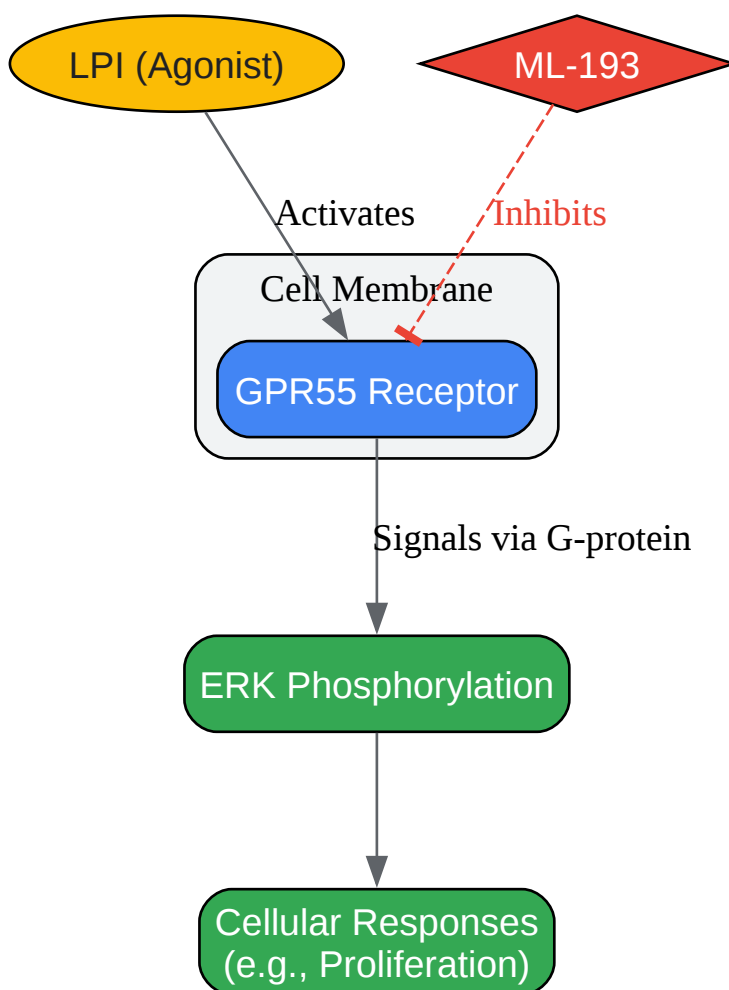 LPI (Agonist)
ML-193
Activates
Inhibits
Cell Membrane
GPR55 Receptor
Signals via G-protein
ERK Phosphorylation
Cellular Responses
(e.g., Proliferation)